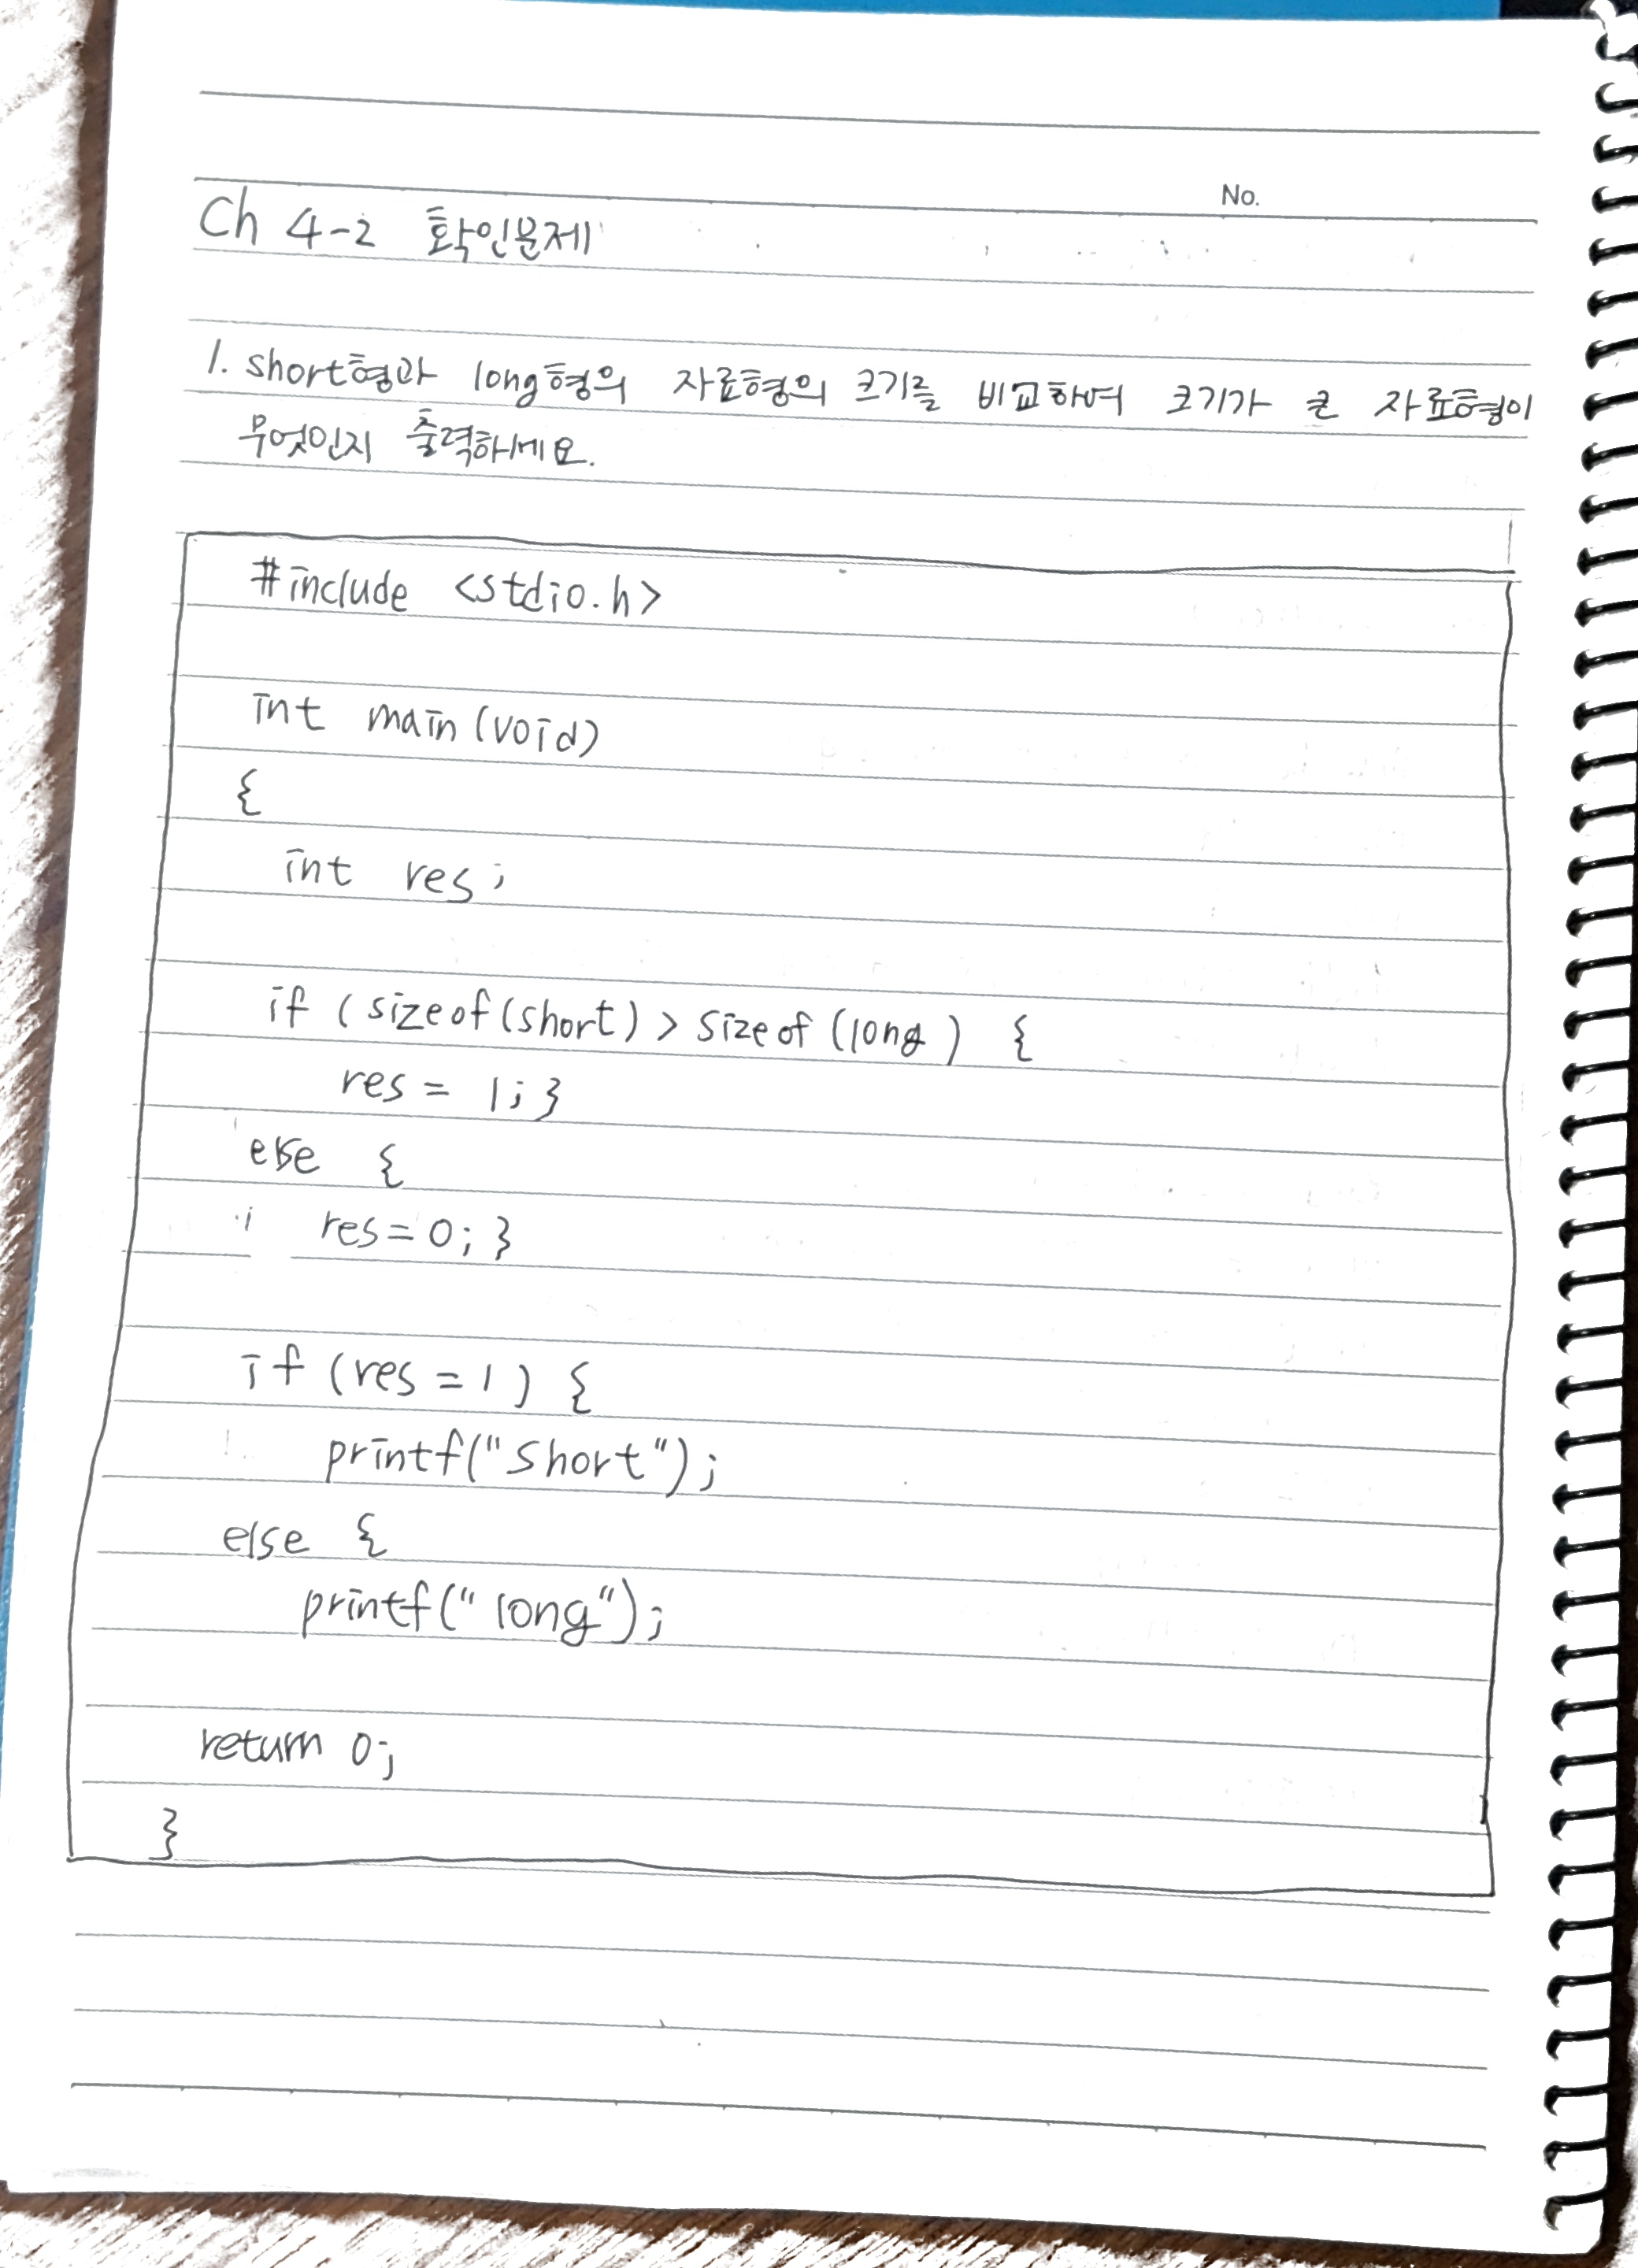 No.
Ch 4-2 확인문제
1. short형과 long형의 자료형의 크기를 비교하여 크기가 큰 자료형이
무엇인지 출력하세요.
#include <stdio.h>
int main(void)
{
int res;
if (sizeof(short) > sizeof(long) {
res = 1; }
else {
res = 0; }
if (res = 1) {
printf("short");
else {
printf("long");
return 0;
}